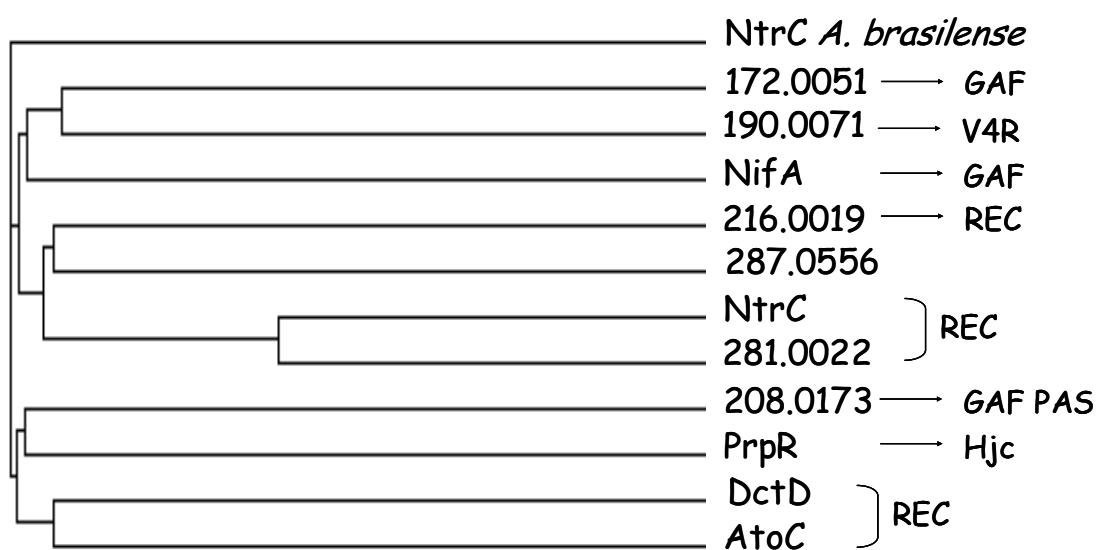 NtrC A. brasilense
172.0051 GAF
190.0071 V4R
NifA GAF
216.0019 REC
287.0556
NtrC
REC
281.0022
208.0173 GAF PAS
PrpR Hjc
DctD
REC
AtoC